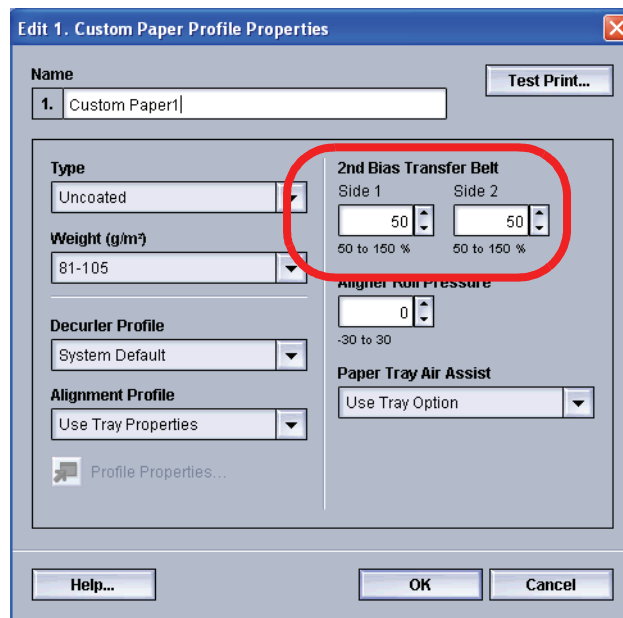 Edit 1. Custom Paper Profile Properties
Name
Test Print...
1. Custom Paper1
Type
Uncoated
Weight (g/m²)
81-105
Decurler Profile
System Default
Alignment Profile
Use Tray Properties
Profile Properties...
2nd Bias Transfer Belt
Side 1 Side 2
50 50
50 to 150 % 50 to 150 %
Aligner Roll Pressure
0
-30 to 30
Paper Tray Air Assist
Use Tray Option
Help... OK Cancel